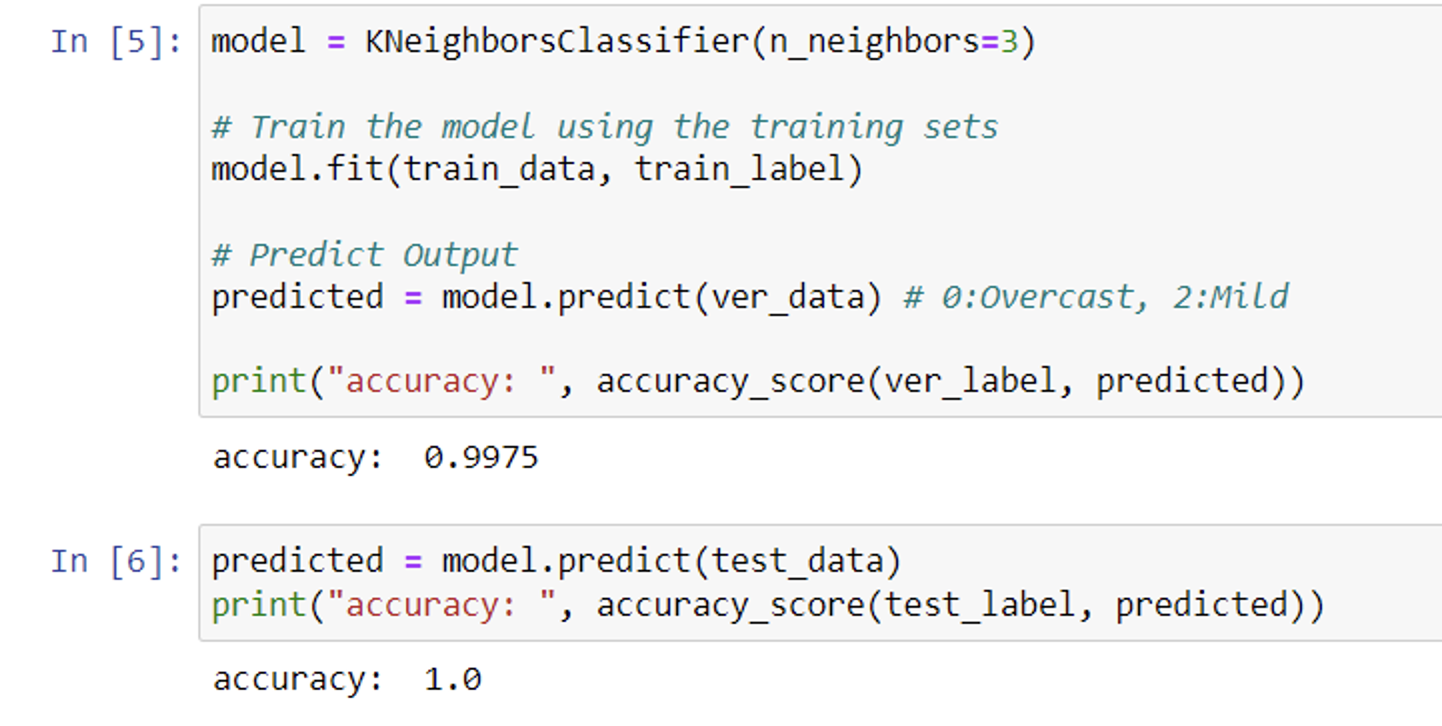 In [5]: model = KNeighborsClassifier(n_neighbors=3)
# Train the model using the training sets
model.fit(train_data, train_label)
# Predict Output
predicted = model.predict(ver_data) # 0:Overcast, 2:Mild
print("accuracy: ", accuracy_score(ver_label, predicted))
accuracy:  0.9975
In [6]: predicted = model.predict(test_data)
print("accuracy: ", accuracy_score(test_label, predicted))
accuracy:  1.0